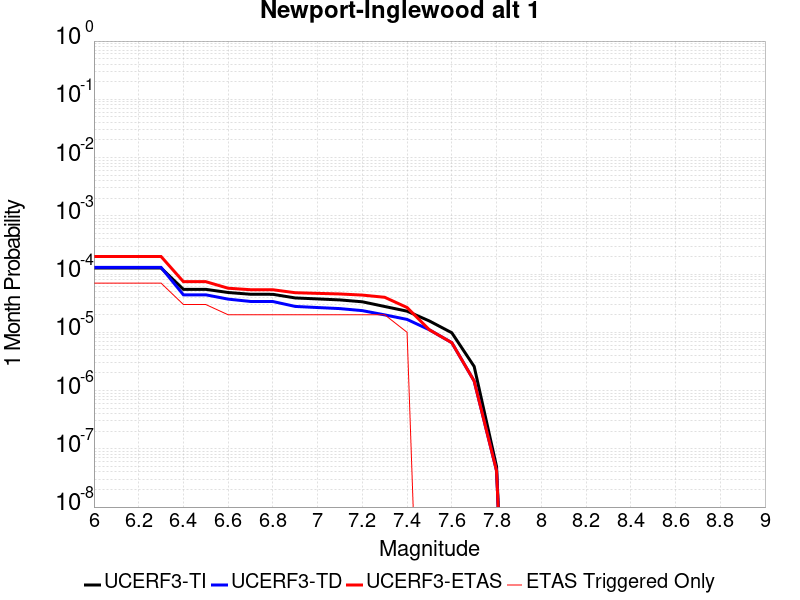 Newport-Inglewood alt 1
10^0
10^-1
10^-2
10^-3
10^-4
10^-5
10^-6
10^-7
10^-8
1 Month Probability
6 6.2 6.4 6.6 6.8 7 7.2 7.4 7.6 7.8 8 8.2 8.4 8.6 8.8 9
Magnitude
UCERF3-TI UCERF3-TD UCERF3-ETAS ETAS Triggered Only